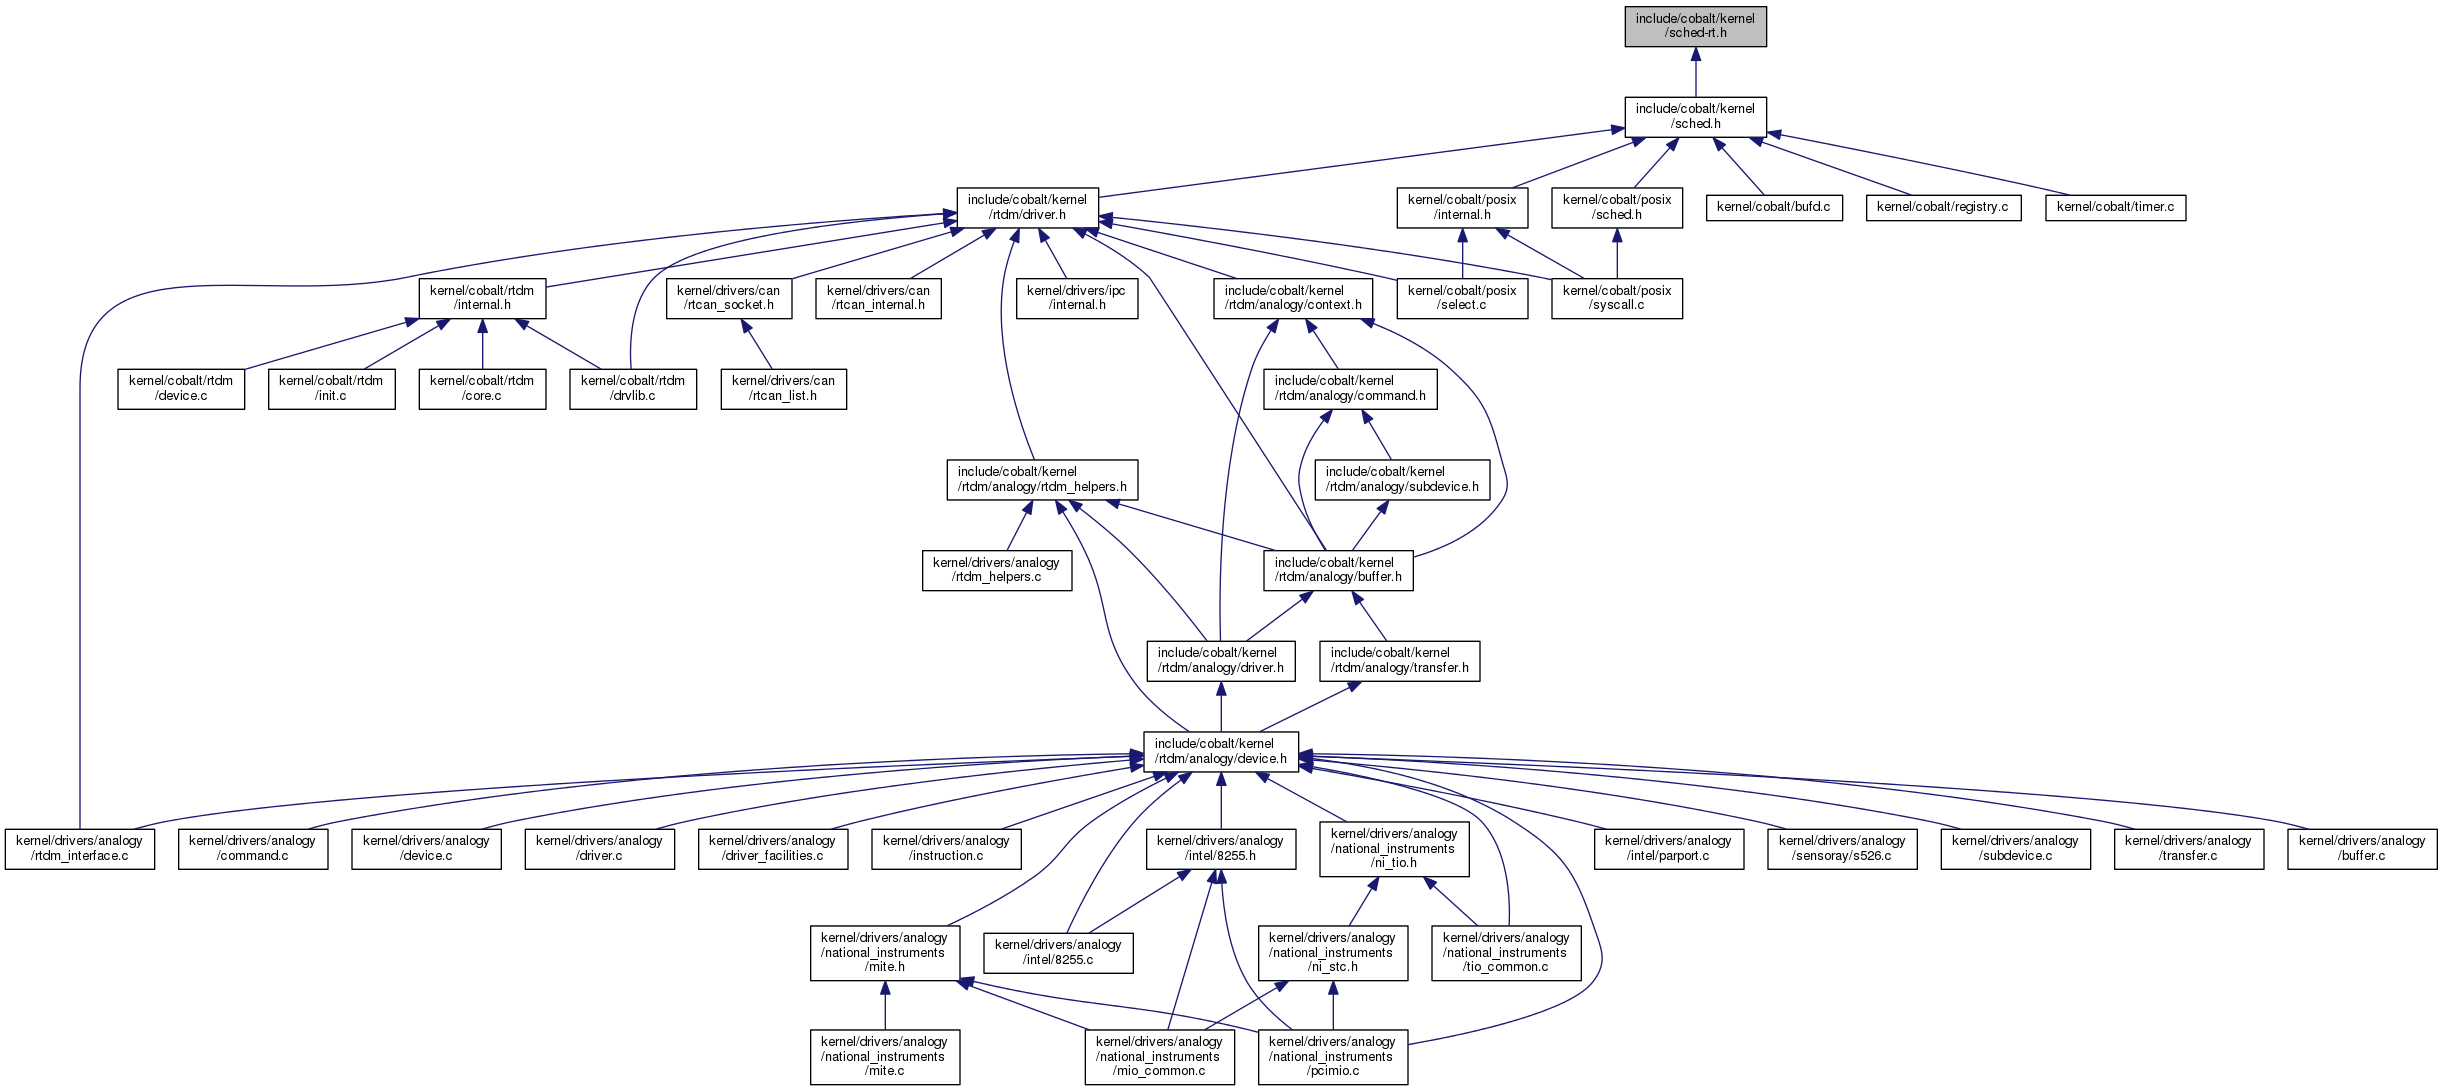 include/cobalt/kernel
/sched-rt.h
include/cobalt/kernel
/sched.h
include/cobalt/kernel
/rtdm/driver.h
kernel/cobalt/posix
/internal.h
kernel/cobalt/posix
/sched.h
kernel/cobalt/bufd.c
kernel/cobalt/registry.c
kernel/cobalt/timer.c
kernel/cobalt/rtdm
/internal.h
kernel/drivers/can
/rtcan_socket.h
kernel/drivers/can
/rtcan_internal.h
kernel/drivers/ipc
/internal.h
include/cobalt/kernel
/rtdm/analogy/context.h
kernel/cobalt/posix
/select.c
kernel/cobalt/posix
/syscall.c
kernel/cobalt/rtdm
/device.c
kernel/cobalt/rtdm
/init.c
kernel/cobalt/rtdm
/core.c
kernel/cobalt/rtdm
/drvlib.c
kernel/drivers/can
/rtcan_list.h
include/cobalt/kernel
/rtdm/analogy/command.h
include/cobalt/kernel
/rtdm/analogy/rtdm_helpers.h
include/cobalt/kernel
/rtdm/analogy/subdevice.h
kernel/drivers/analogy
/rtdm_helpers.c
include/cobalt/kernel
/rtdm/analogy/buffer.h
include/cobalt/kernel
/rtdm/analogy/driver.h
include/cobalt/kernel
/rtdm/analogy/transfer.h
include/cobalt/kernel
/rtdm/analogy/device.h
kernel/drivers/analogy
/rtdm_interface.c
kernel/drivers/analogy
/command.c
kernel/drivers/analogy
/device.c
kernel/drivers/analogy
/driver.c
kernel/drivers/analogy
/driver_facilities.c
kernel/drivers/analogy
/instruction.c
kernel/drivers/analogy
/intel/8255.h
kernel/drivers/analogy
/national_instruments
/ni_tio.h
kernel/drivers/analogy
/intel/parport.c
kernel/drivers/analogy
/sensoray/s526.c
kernel/drivers/analogy
/subdevice.c
kernel/drivers/analogy
/transfer.c
kernel/drivers/analogy
/buffer.c
kernel/drivers/analogy
/national_instruments
/mite.h
kernel/drivers/analogy
/intel/8255.c
kernel/drivers/analogy
/national_instruments
/ni_stc.h
kernel/drivers/analogy
/national_instruments
/tio_common.c
kernel/drivers/analogy
/national_instruments
/mite.c
kernel/drivers/analogy
/national_instruments
/mio_common.c
kernel/drivers/analogy
/national_instruments
/pcimio.c